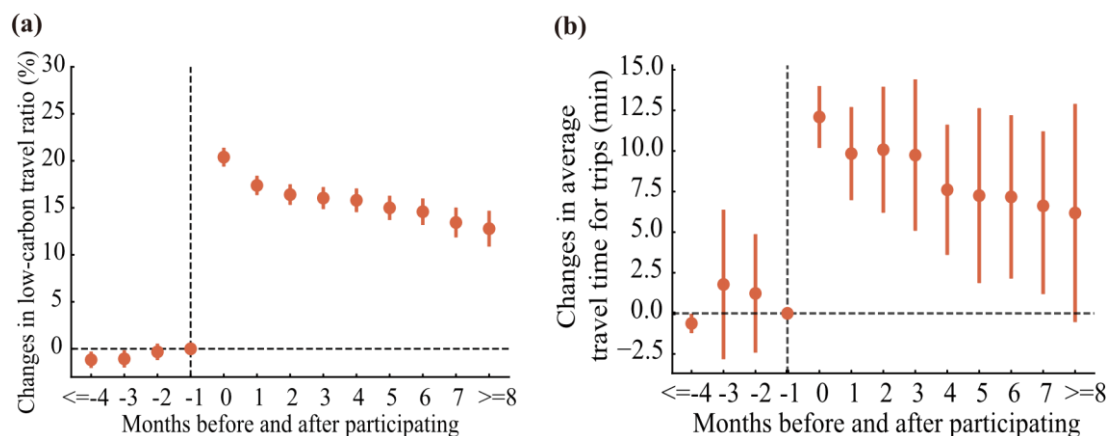 (a)
Changes in low-carbon travel ratio (%)
30
25
20
15
10
5
0
<=-4 -3 -2 -1 0 1 2 3 4 5 6 7 >=8
Months before and after participating
(b)
Changes in average
travel time for trips (min)
15.0
12.5
10.0
7.5
5.0
2.5
0.0
−2.5
<=-4 -3 -2 -1 0 1 2 3 4 5 6 7 >=8
Months before and after participating